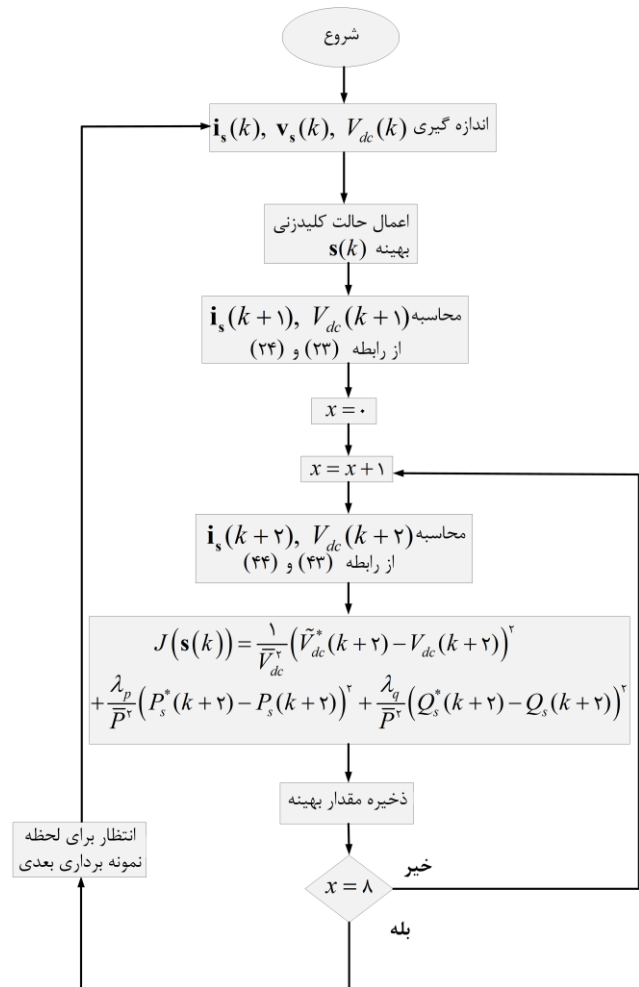 شروع
اندازه گیری i_s(k), v_s(k), V_dc(k)
اعمال حالت کلیدزنی
بهینه s(k)
محاسبه i_s(k+۱), V_dc(k+۱)
از رابطه (۲۳) و (۲۴)
x = ۰
x = x+۱
محاسبه i_s(k+۲), V_dc(k+۲)
از رابطه (۴۳) و (۴۴)
J(s(k)) = ۱/V̄_dc^۲ (Ṽ*_dc(k+۲) − V_dc(k+۲))^۲
+ λ_p/P̄^۲ (P*_s(k+۲) − P_s(k+۲))^۲ + λ_q/P̄^۲ (Q*_s(k+۲) − Q_s(k+۲))^۲
ذخیره مقدار بهینه
انتظار برای لحظه
نمونه برداری بعدی
x = ۸
خیر
بله